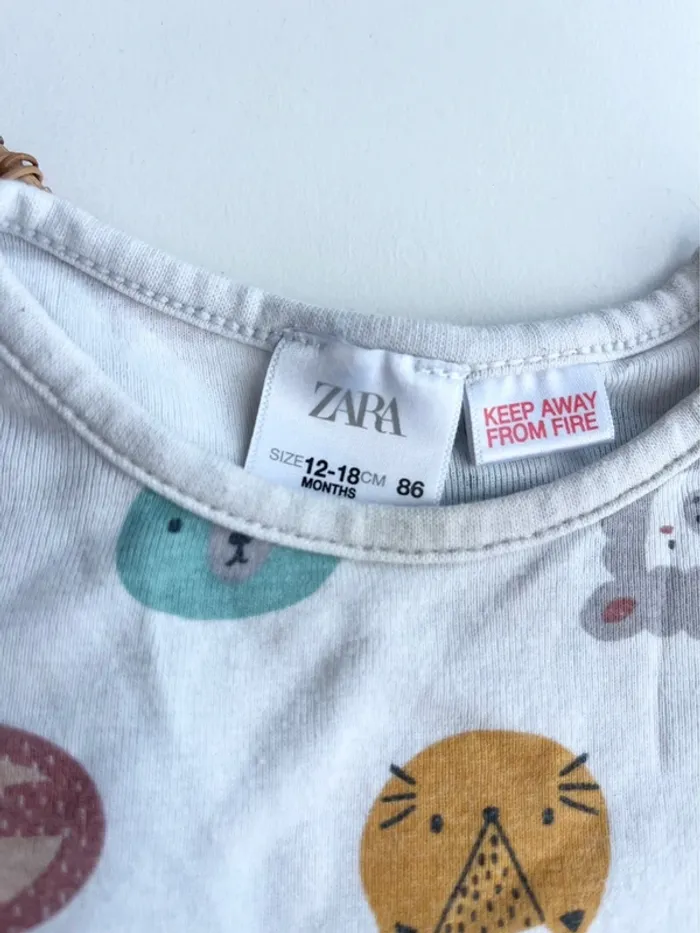 ZARA
SIZE 12-18 CM 86
MONTHS
KEEP AWAY
FROM FIRE